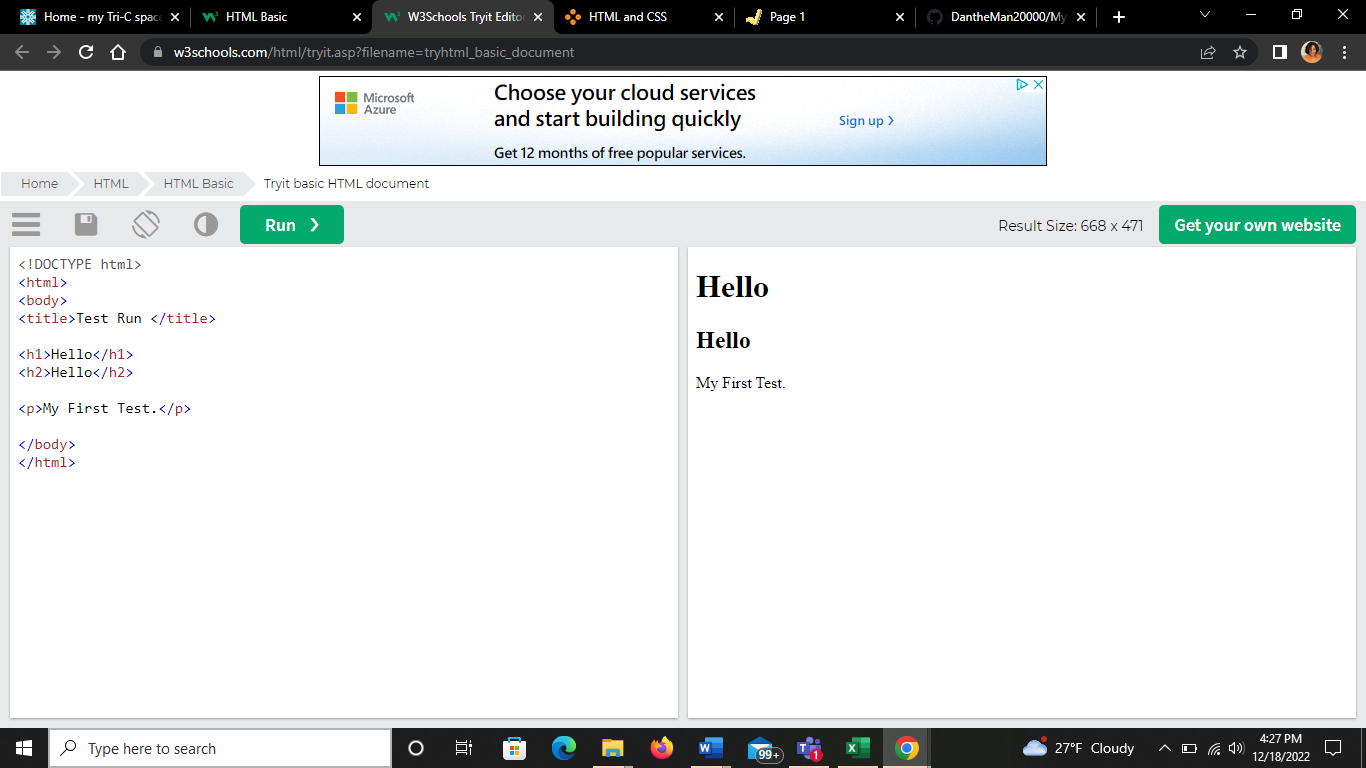 Home - my Tri-C space
HTML Basic
W3Schools Tryit Editor
HTML and CSS
Page 1
DantheMan20000/My
w3schools.com/html/tryit.asp?filename=tryhtml_basic_document
Microsoft
Azure
Choose your cloud services
and start building quickly
Get 12 months of free popular services.
Sign up >
Home
HTML
HTML Basic
Tryit basic HTML document
Run ❯
Result Size: 668 x 471
Get your own website
<!DOCTYPE html>
<html>
<body>
<title>Test Run </title>
<h1>Hello</h1>
<h2>Hello</h2>
<p>My First Test.</p>
</body>
</html>
Hello
Hello
My First Test.
Type here to search
99+
1
27°F Cloudy
4:27 PM
12/18/2022